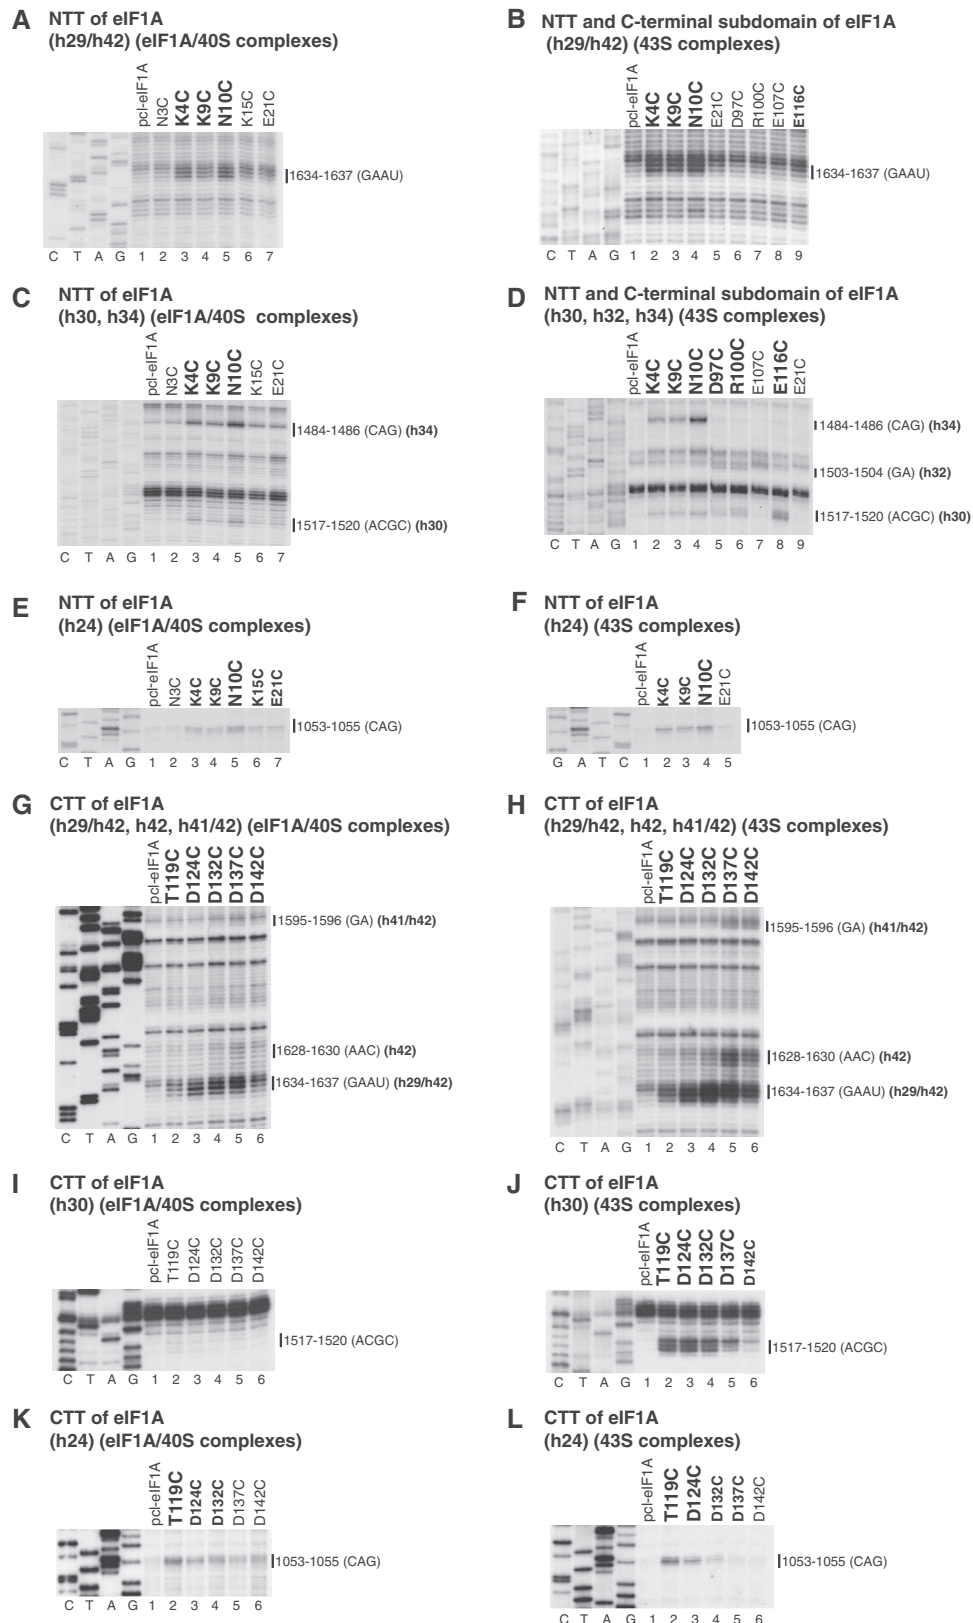 A NTT of eIF1A
(h29/h42) (eIF1A/40S complexes)
pcl-eIF1A N3C K4C K9C N10C K15C E21C
1634-1637 (GAAU)
C T A G 1 2 3 4 5 6 7
B NTT and C-terminal subdomain of eIF1A
(h29/h42) (43S complexes)
pcl-eIF1A K4C K9C N10C E21C D97C R100C E107C E116C
1634-1637 (GAAU)
C T A G 1 2 3 4 5 6 7 8 9
C NTT of eIF1A
(h30, h34) (eIF1A/40S complexes)
pcl-eIF1A N3C K4C K9C N10C K15C E21C
1484-1486 (CAG) (h34)
1517-1520 (ACGC) (h30)
C T A G 1 2 3 4 5 6 7
D NTT and C-terminal subdomain of eIF1A
(h30, h32, h34) (43S complexes)
pcl-eIF1A K4C K9C N10C D97C R100C E107C E116C E21C
1484-1486 (CAG) (h34)
1503-1504 (GA) (h32)
1517-1520 (ACGC) (h30)
C T A G 1 2 3 4 5 6 7 8 9
E NTT of eIF1A
(h24) (eIF1A/40S complexes)
pcl-eIF1A N3C K4C K9C N10C K15C E21C
1053-1055 (CAG)
C T A G 1 2 3 4 5 6 7
F NTT of eIF1A
(h24) (43S complexes)
pcl-eIF1A K4C K9C N10C E21C
1053-1055 (CAG)
G A T C 1 2 3 4 5
G CTT of eIF1A
(h29/h42, h42, h41/42) (eIF1A/40S complexes)
pcl-eIF1A T119C D124C D132C D137C D142C
1595-1596 (GA) (h41/h42)
1628-1630 (AAC) (h42)
1634-1637 (GAAU) (h29/h42)
C T A G 1 2 3 4 5 6
H CTT of eIF1A
(h29/h42, h42, h41/42) (43S complexes)
pcl-eIF1A T119C D124C D132C D137C D142C
1595-1596 (GA) (h41/h42)
1628-1630 (AAC) (h42)
1634-1637 (GAAU) (h29/h42)
C T A G 1 2 3 4 5 6
I CTT of eIF1A
(h30) (eIF1A/40S complexes)
pcl-eIF1A T119C D124C D132C D137C D142C
1517-1520 (ACGC)
C T A G 1 2 3 4 5 6
J CTT of eIF1A
(h30) (43S complexes)
pcl-eIF1A T119C D124C D132C D137C D142C
1517-1520 (ACGC)
C T A G 1 2 3 4 5 6
K CTT of eIF1A
(h24) (eIF1A/40S complexes)
pcl-eIF1A T119C D124C D132C D137C D142C
1053-1055 (CAG)
C T A G 1 2 3 4 5 6
L CTT of eIF1A
(h24) (43S complexes)
pcl-eIF1A T119C D124C D132C D137C D142C
1053-1055 (CAG)
C T A G 1 2 3 4 5 6